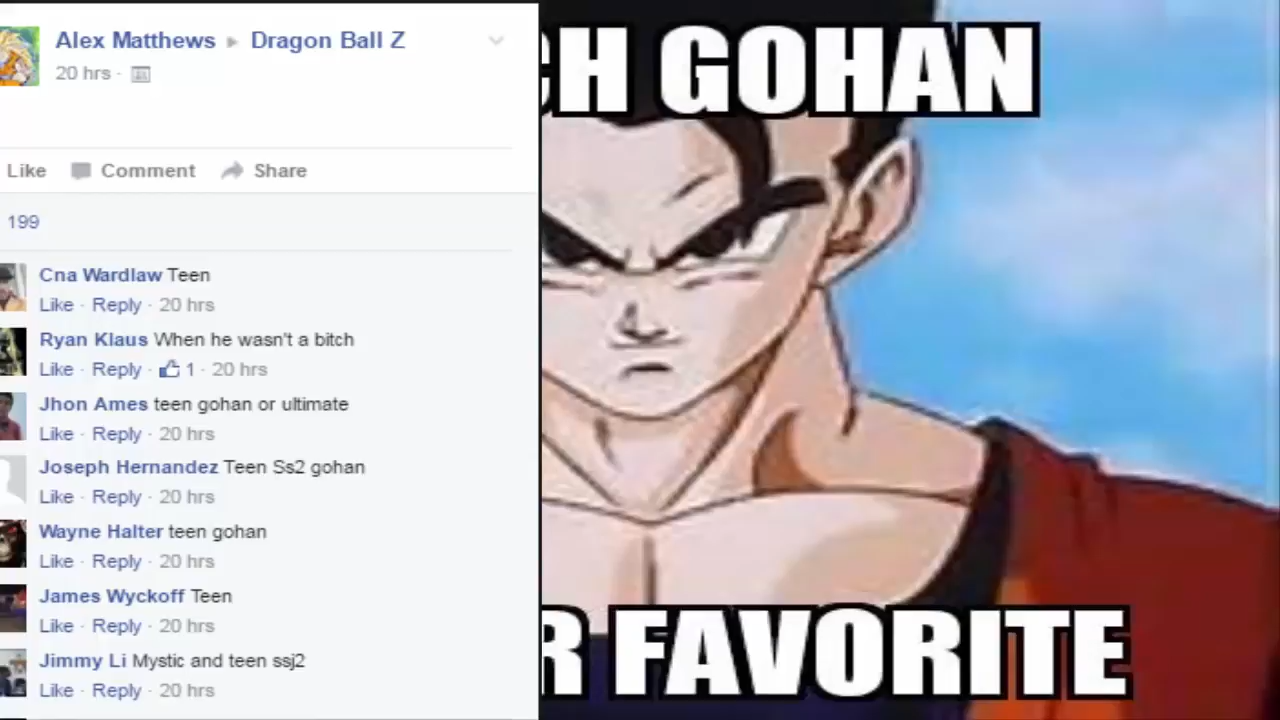 Alex Matthews ▸ Dragon Ball Z
20 hrs ·
Like Comment Share
199
Cna Wardlaw Teen
Like · Reply · 20 hrs
Ryan Klaus When he wasn't a bitch
Like · Reply · 1 · 20 hrs
Jhon Ames teen gohan or ultimate
Like · Reply · 20 hrs
Joseph Hernandez Teen Ss2 gohan
Like · Reply · 20 hrs
Wayne Halter teen gohan
Like · Reply · 20 hrs
James Wyckoff Teen
Like · Reply · 20 hrs
Jimmy Li Mystic and teen ssj2
Like · Reply · 20 hrs
CH GOHAN
R FAVORITE